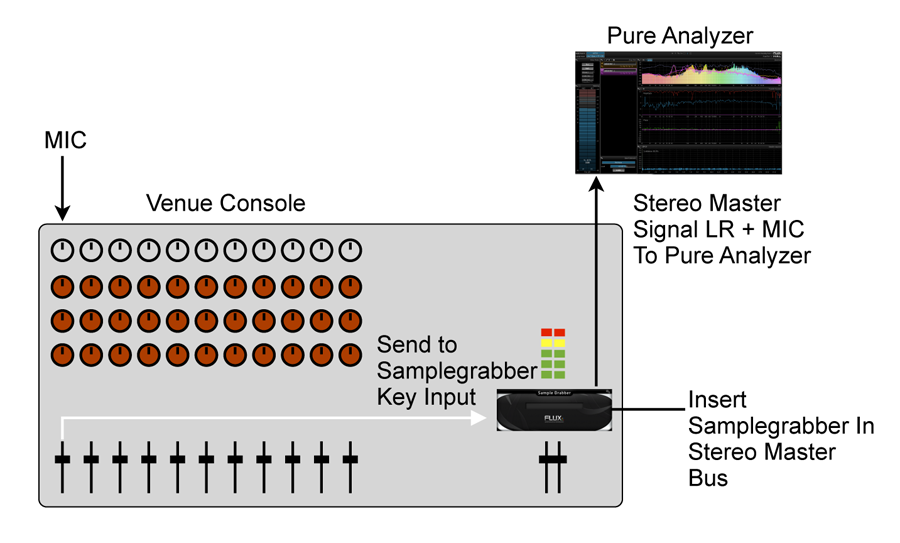 Pure Analyzer
MIC
Venue Console
Stereo Master
Signal LR + MIC
To Pure Analyzer
Send to
Samplegrabber
Key Input
Sample Grabber
FLUX
Insert
Samplegrabber In
Stereo Master
Bus